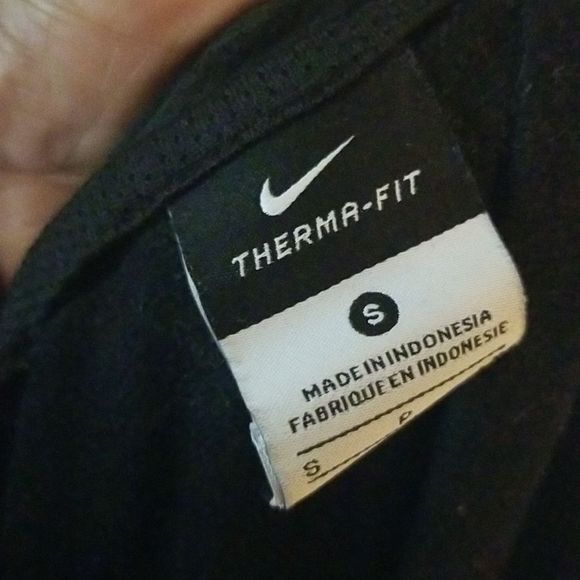 THERMA-FIT
S
MADE IN INDONESIA
FABRIQUE EN INDONESIE
S P